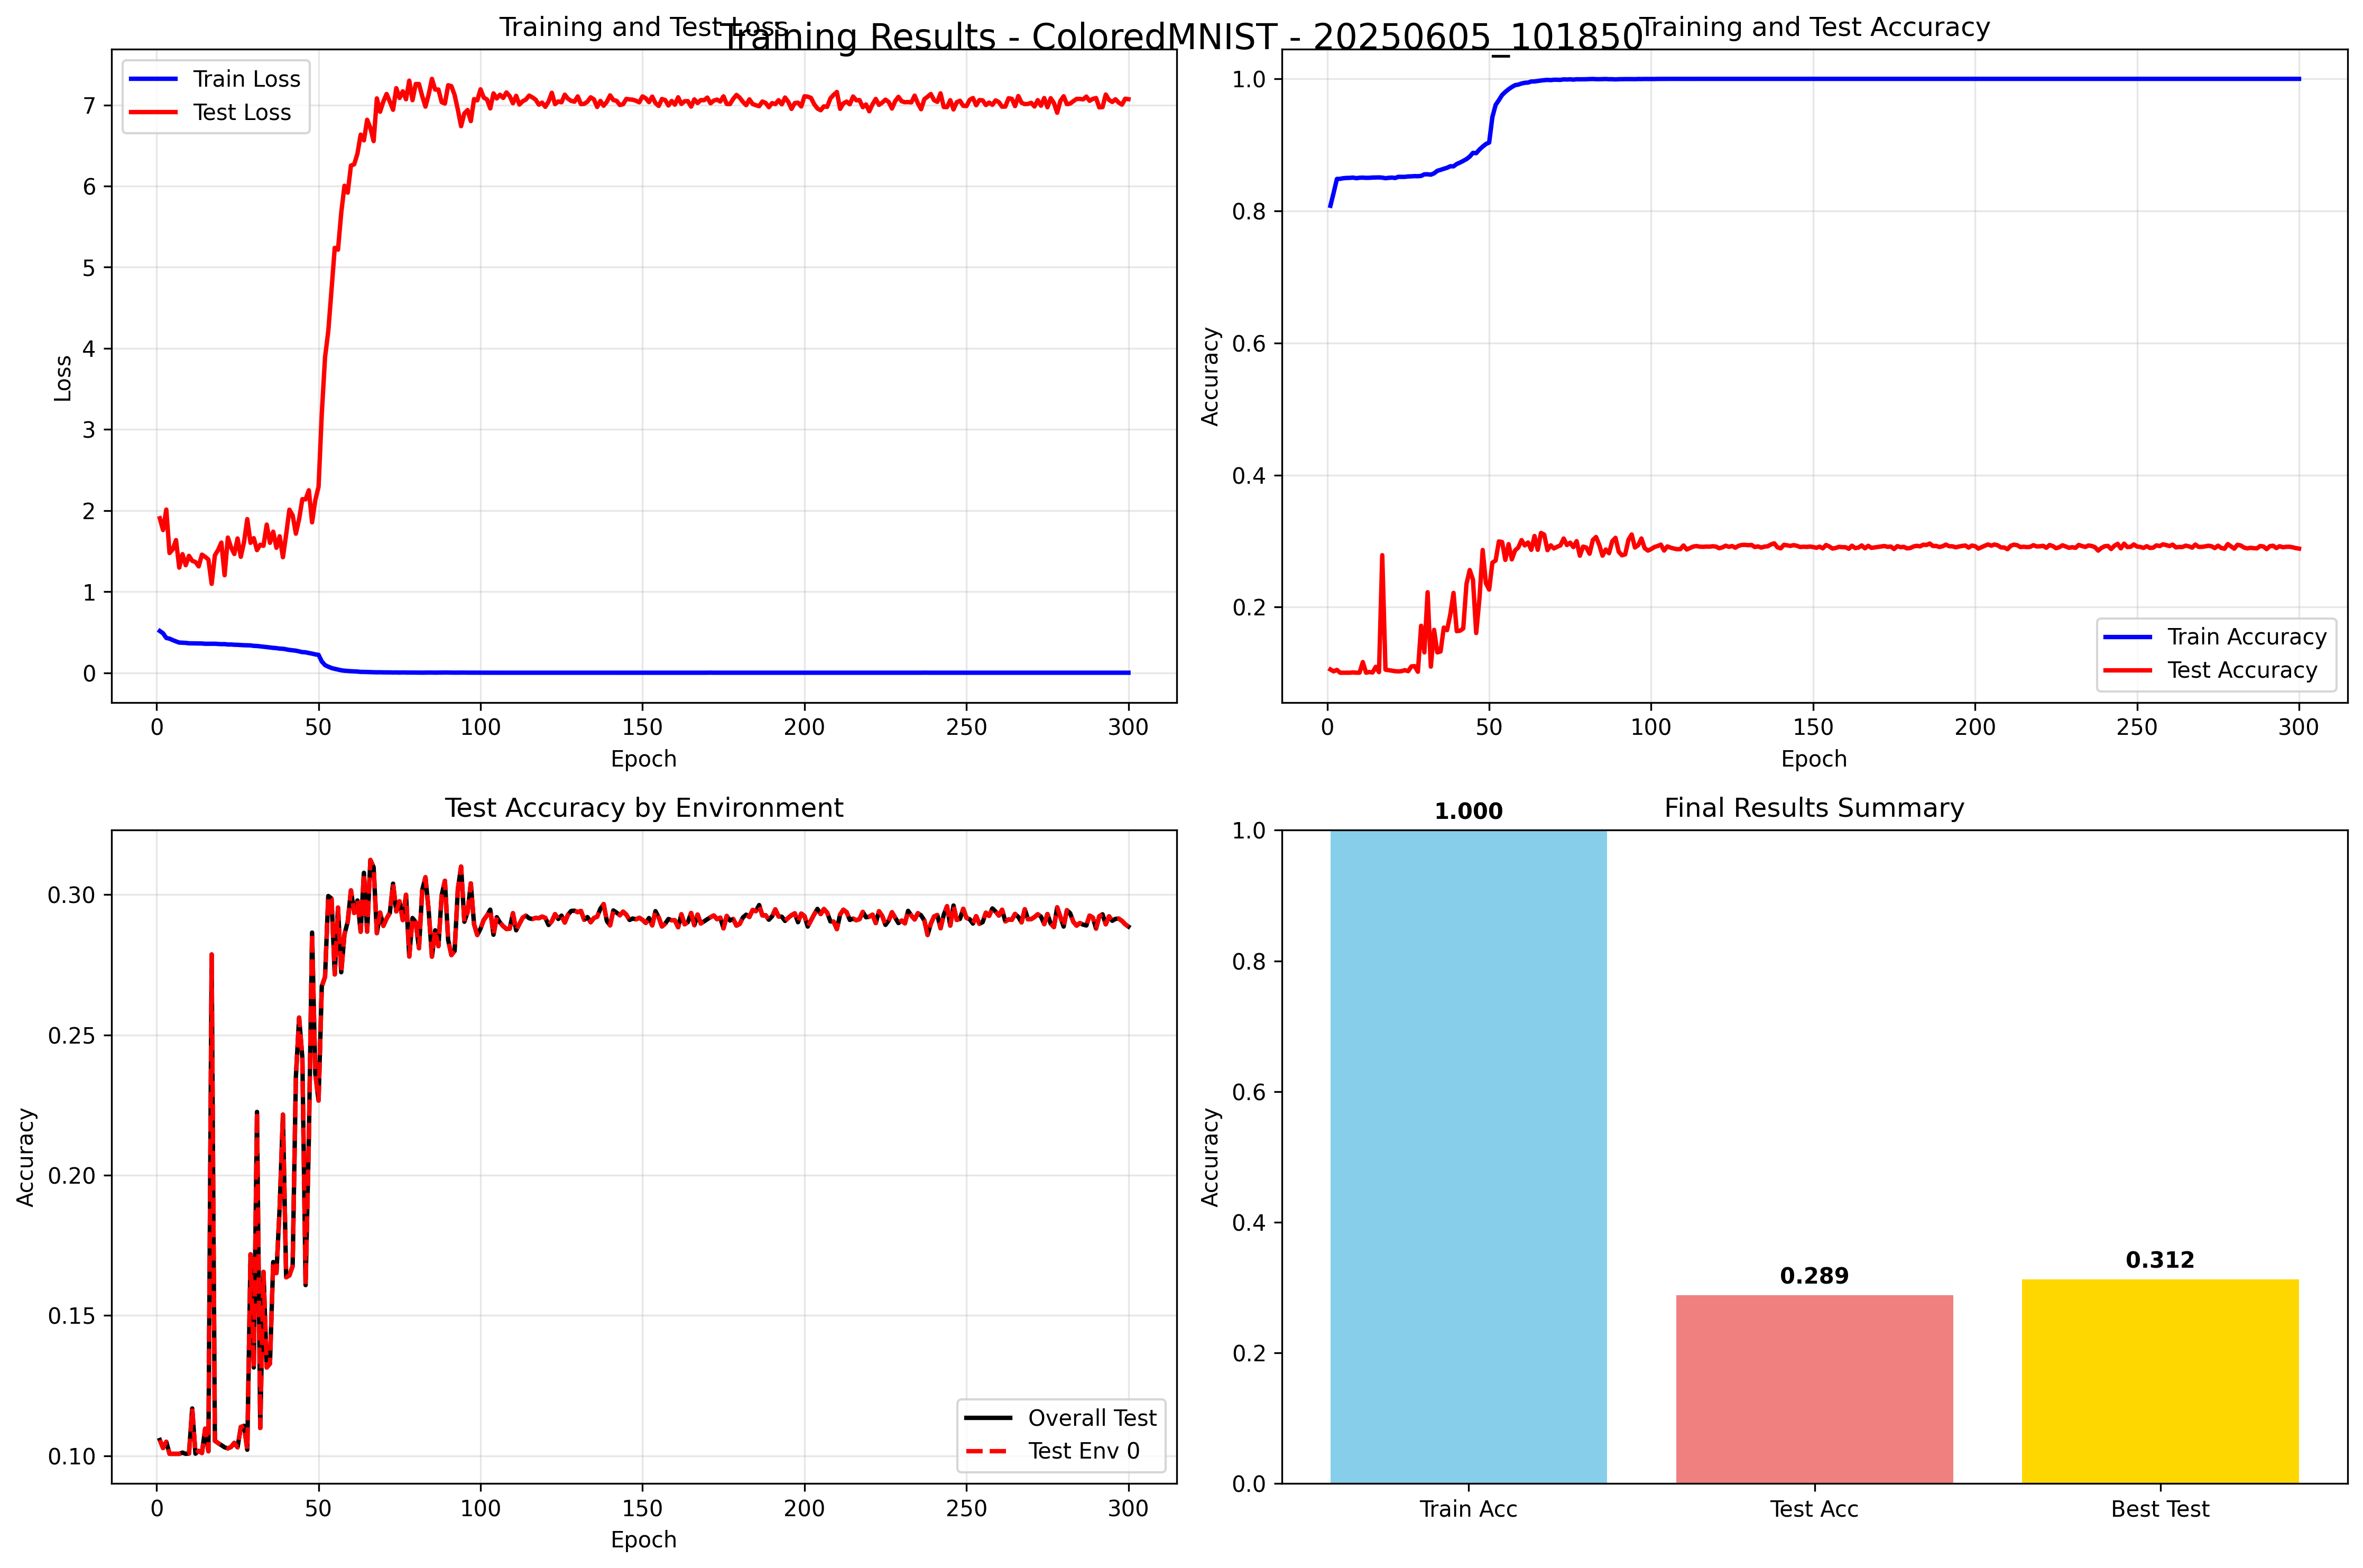 Training Results - ColoredMNIST - 20250605_101850
Training and Test Loss
Train Loss
Test Loss
7
6
5
4
3
2
1
0
Loss
0 50 100 150 200 250 300
Epoch
Training and Test Accuracy
1.0
0.8
0.6
0.4
0.2
Accuracy
Train Accuracy
Test Accuracy
0 50 100 150 200 250 300
Epoch
Test Accuracy by Environment
0.30
0.25
0.20
0.15
0.10
Accuracy
Overall Test
Test Env 0
0 50 100 150 200 250 300
Epoch
Final Results Summary
1.000
0.289
0.312
1.0
0.8
0.6
0.4
0.2
0.0
Accuracy
Train Acc Test Acc Best Test